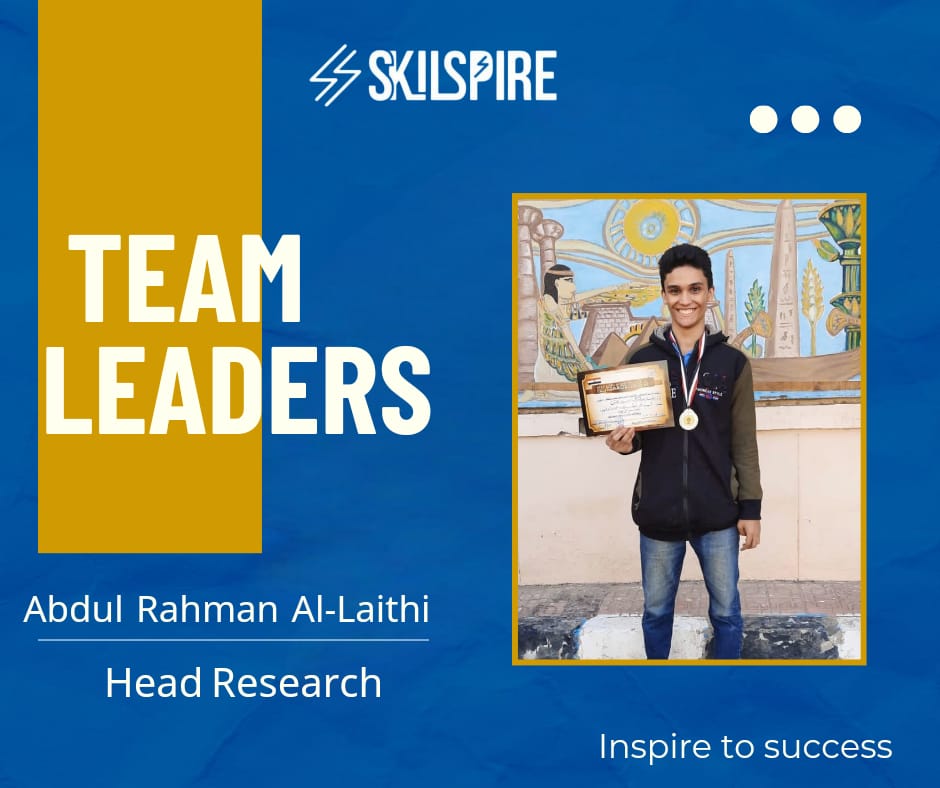 SKILSPIRE
TEAM
LEADERS
Abdul Rahman Al-Laithi
Head Research
Inspire to success